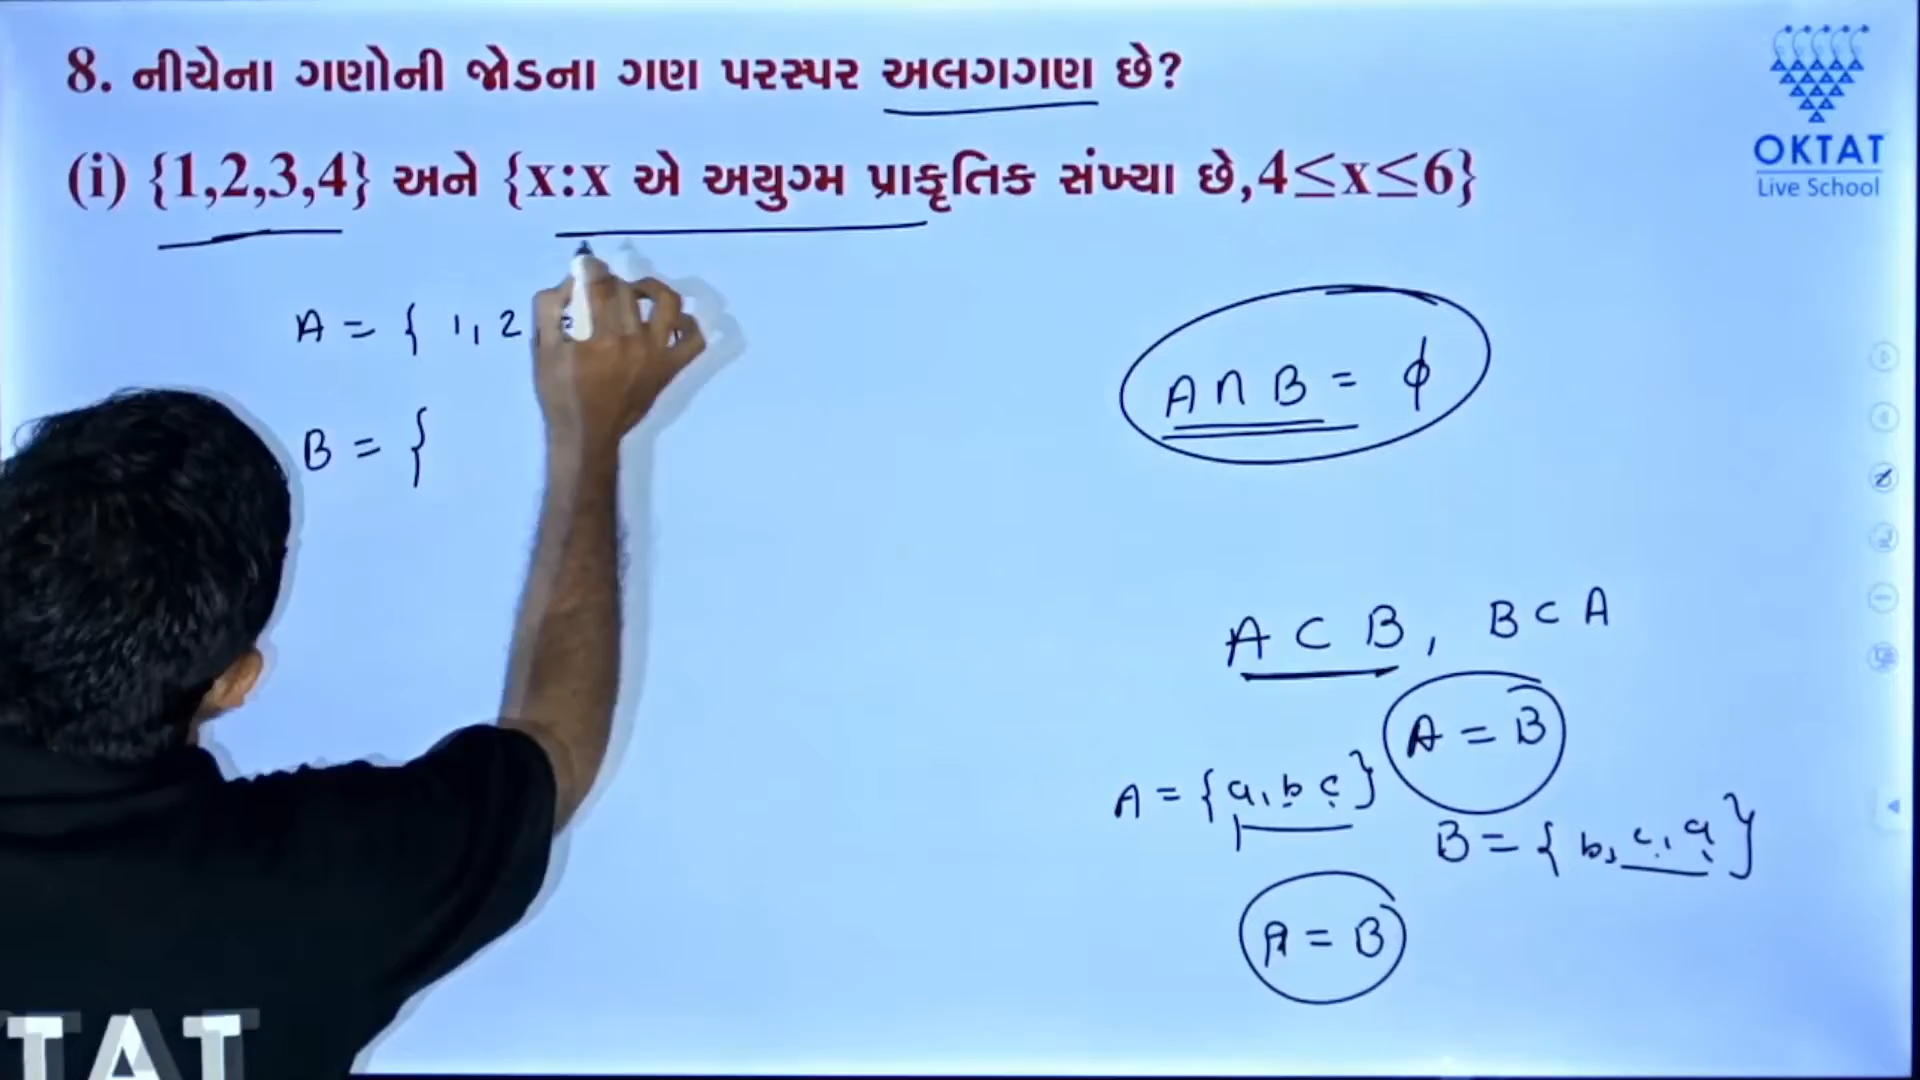 8. નીચેના ગણોની જોડના ગણ પરસ્પર અલગગણ છે?
(i) {1,2,3,4} અને {x:x એ અયુગ્મ પ્રાકૃતિક સંખ્યા છે,4≤x≤6}
OKTAT
Live School
A = { 1, 2,
B = {
A ∩ B = ϕ
A ⊂ B, B ⊂ A
A = B
A = {a, b c}
B = {b, c, a}
A = B
TAT